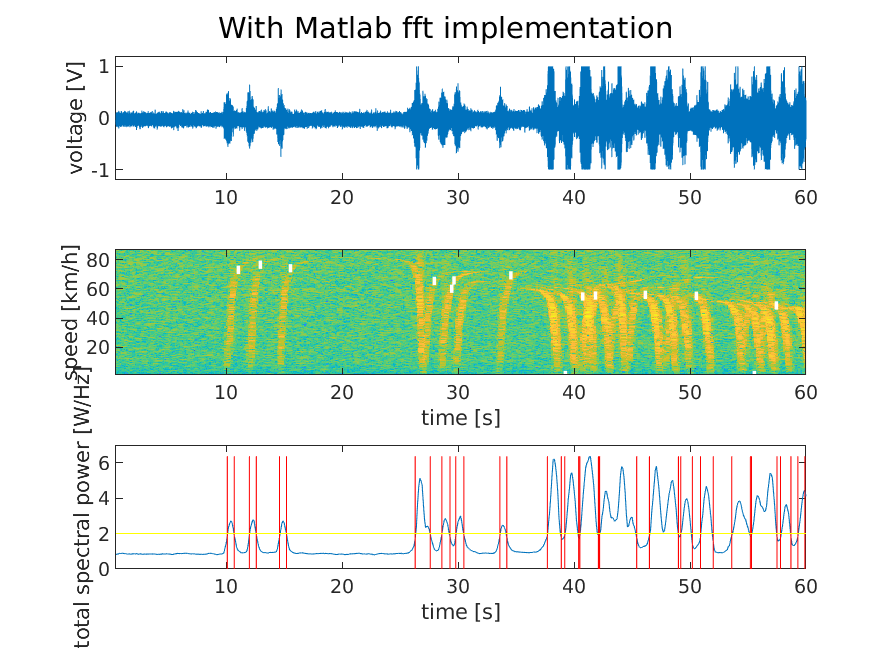 With Matlab fft implementation
voltage [V]
1
0
-1
10 20 30 40 50 60
speed [km/h]
80
60
40
20
10 20 30 40 50 60
time [s]
total spectral power [W/Hz]
6
4
2
0
10 20 30 40 50 60
time [s]